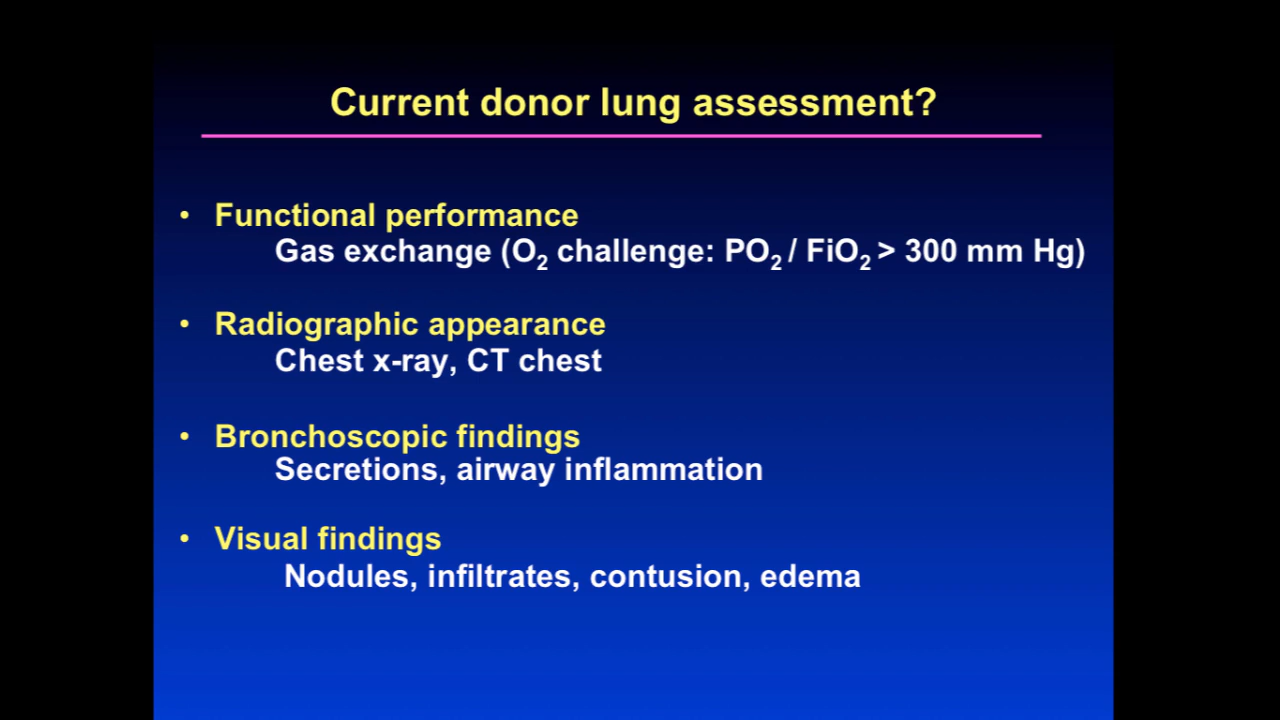 Current donor lung assessment?
• Functional performance
Gas exchange (O₂ challenge: PO₂ / FiO₂ > 300 mm Hg)
• Radiographic appearance
Chest x-ray, CT chest
• Bronchoscopic findings
Secretions, airway inflammation
• Visual findings
Nodules, infiltrates, contusion, edema